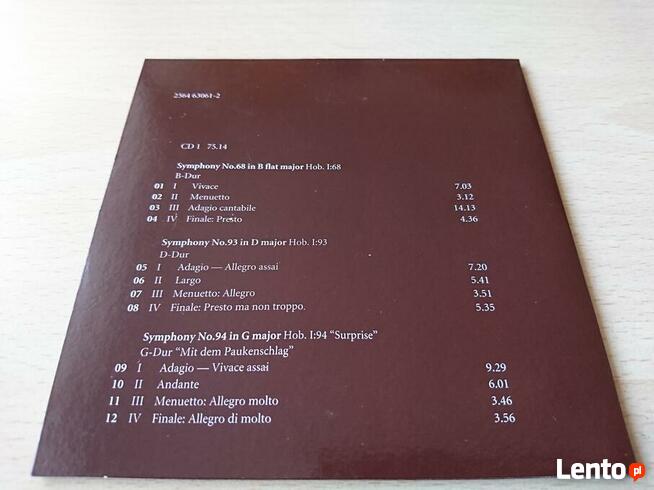 2564 63061-2
CD 1 75.14
Symphony No.68 in B flat major Hob. I:68
B-Dur
01 I Vivace 7.03
02 II Menuetto 3.12
03 III Adagio cantabile 14.13
04 IV Finale: Presto 4.36
Symphony No.93 in D major Hob. I:93
D-Dur
05 I Adagio — Allegro assai 7.20
06 II Largo 5.41
07 III Menuetto: Allegro 3.51
08 IV Finale: Presto ma non troppo. 5.35
Symphony No.94 in G major Hob. I:94 "Surprise"
G-Dur "Mit dem Paukenschlag"
09 I Adagio — Vivace assai 9.29
10 II Andante 6.01
11 III Menuetto: Allegro molto 3.46
12 IV Finale: Allegro di molto 3.56
Lento pl